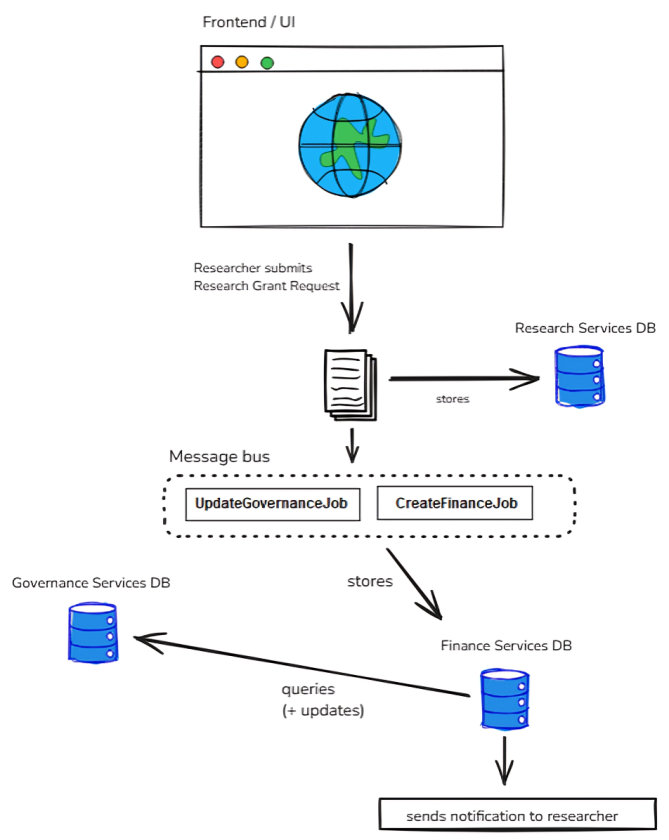 Frontend / UI
Researcher submits
Research Grant Request
Research Services DB
stores
Message bus
UpdateGovernanceJob
CreateFinanceJob
stores
Governance Services DB
Finance Services DB
queries
(+ updates)
sends notification to researcher